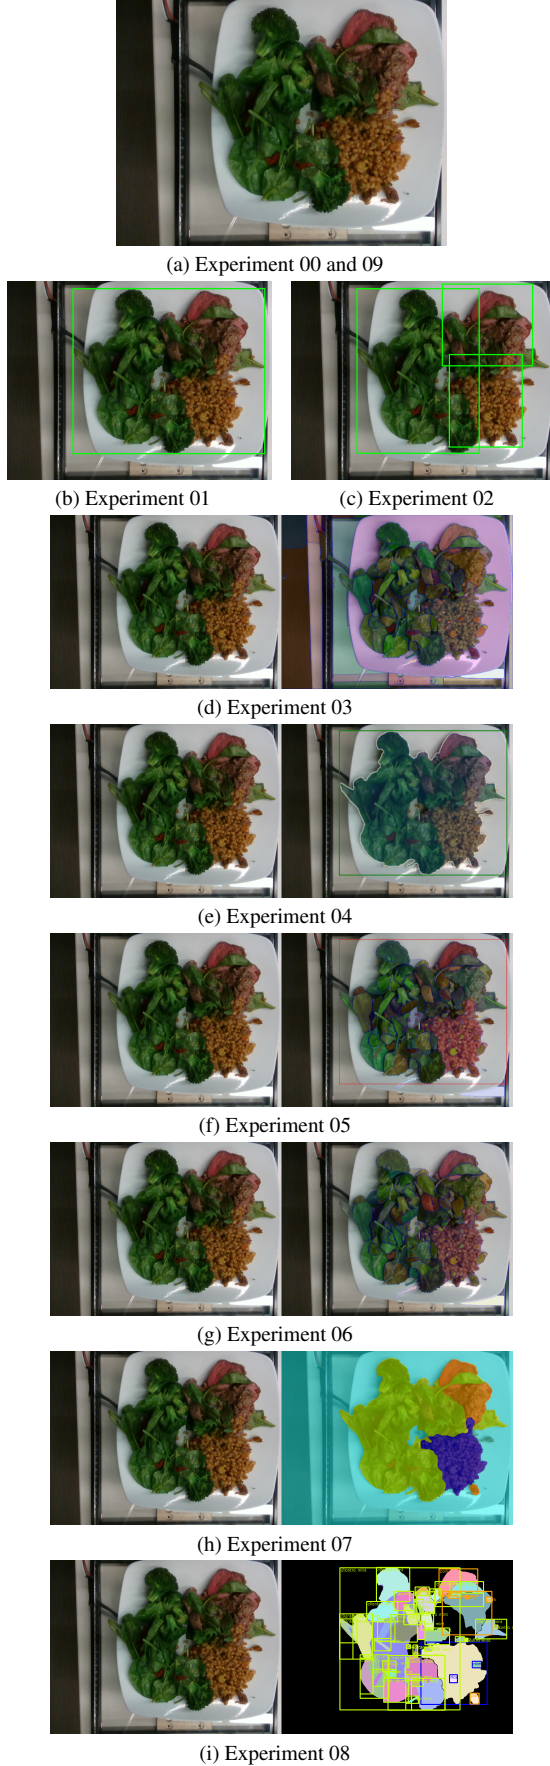 (a) Experiment 00 and 09
(b) Experiment 01
(c) Experiment 02
(d) Experiment 03
(e) Experiment 04
(f) Experiment 05
(g) Experiment 06
(h) Experiment 07
(i) Experiment 08